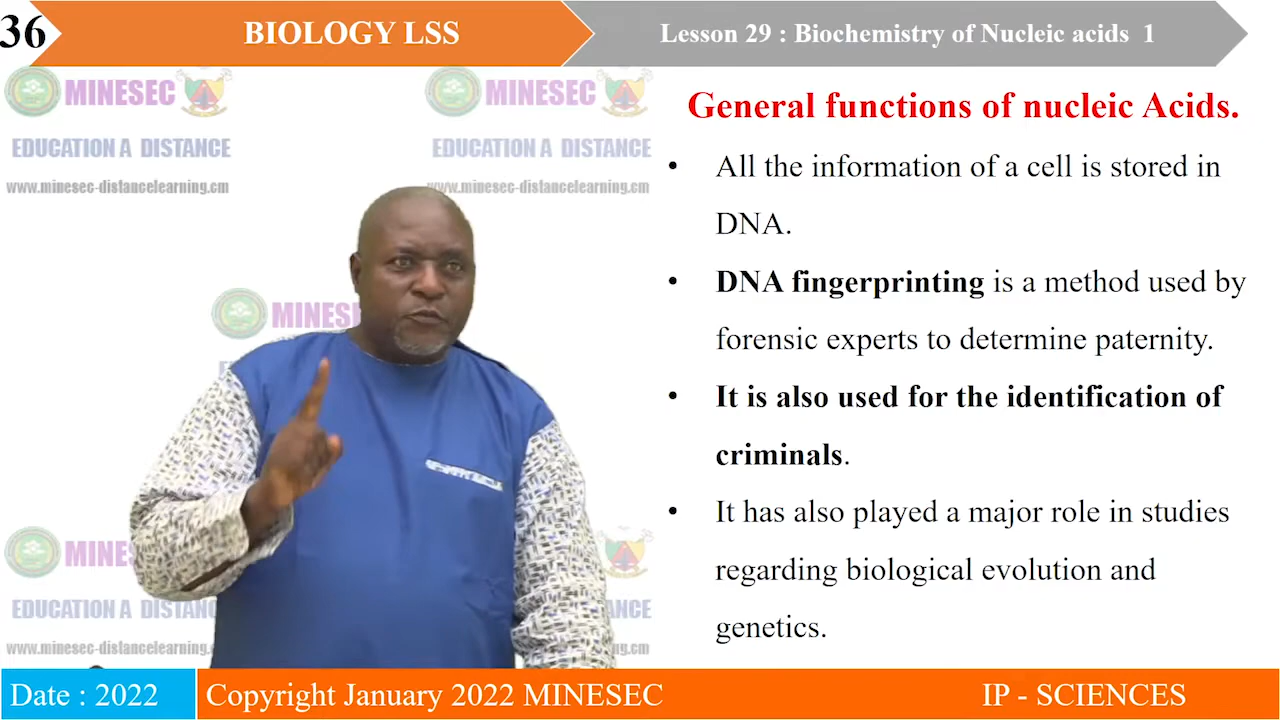 36
BIOLOGY LSS
Lesson 29 : Biochemistry of Nucleic acids 1
MINESEC
MINESEC
EDUCATION A DISTANCE
EDUCATION A DISTANCE
www.minesec-distancelearning.cm
www.minesec-distancelearning.cm
General functions of nucleic Acids.
• All the information of a cell is stored in
DNA.
• DNA fingerprinting is a method used by
forensic experts to determine paternity.
• It is also used for the identification of
criminals.
• It has also played a major role in studies
regarding biological evolution and
genetics.
Date : 2022
Copyright January 2022 MINESEC
IP - SCIENCES